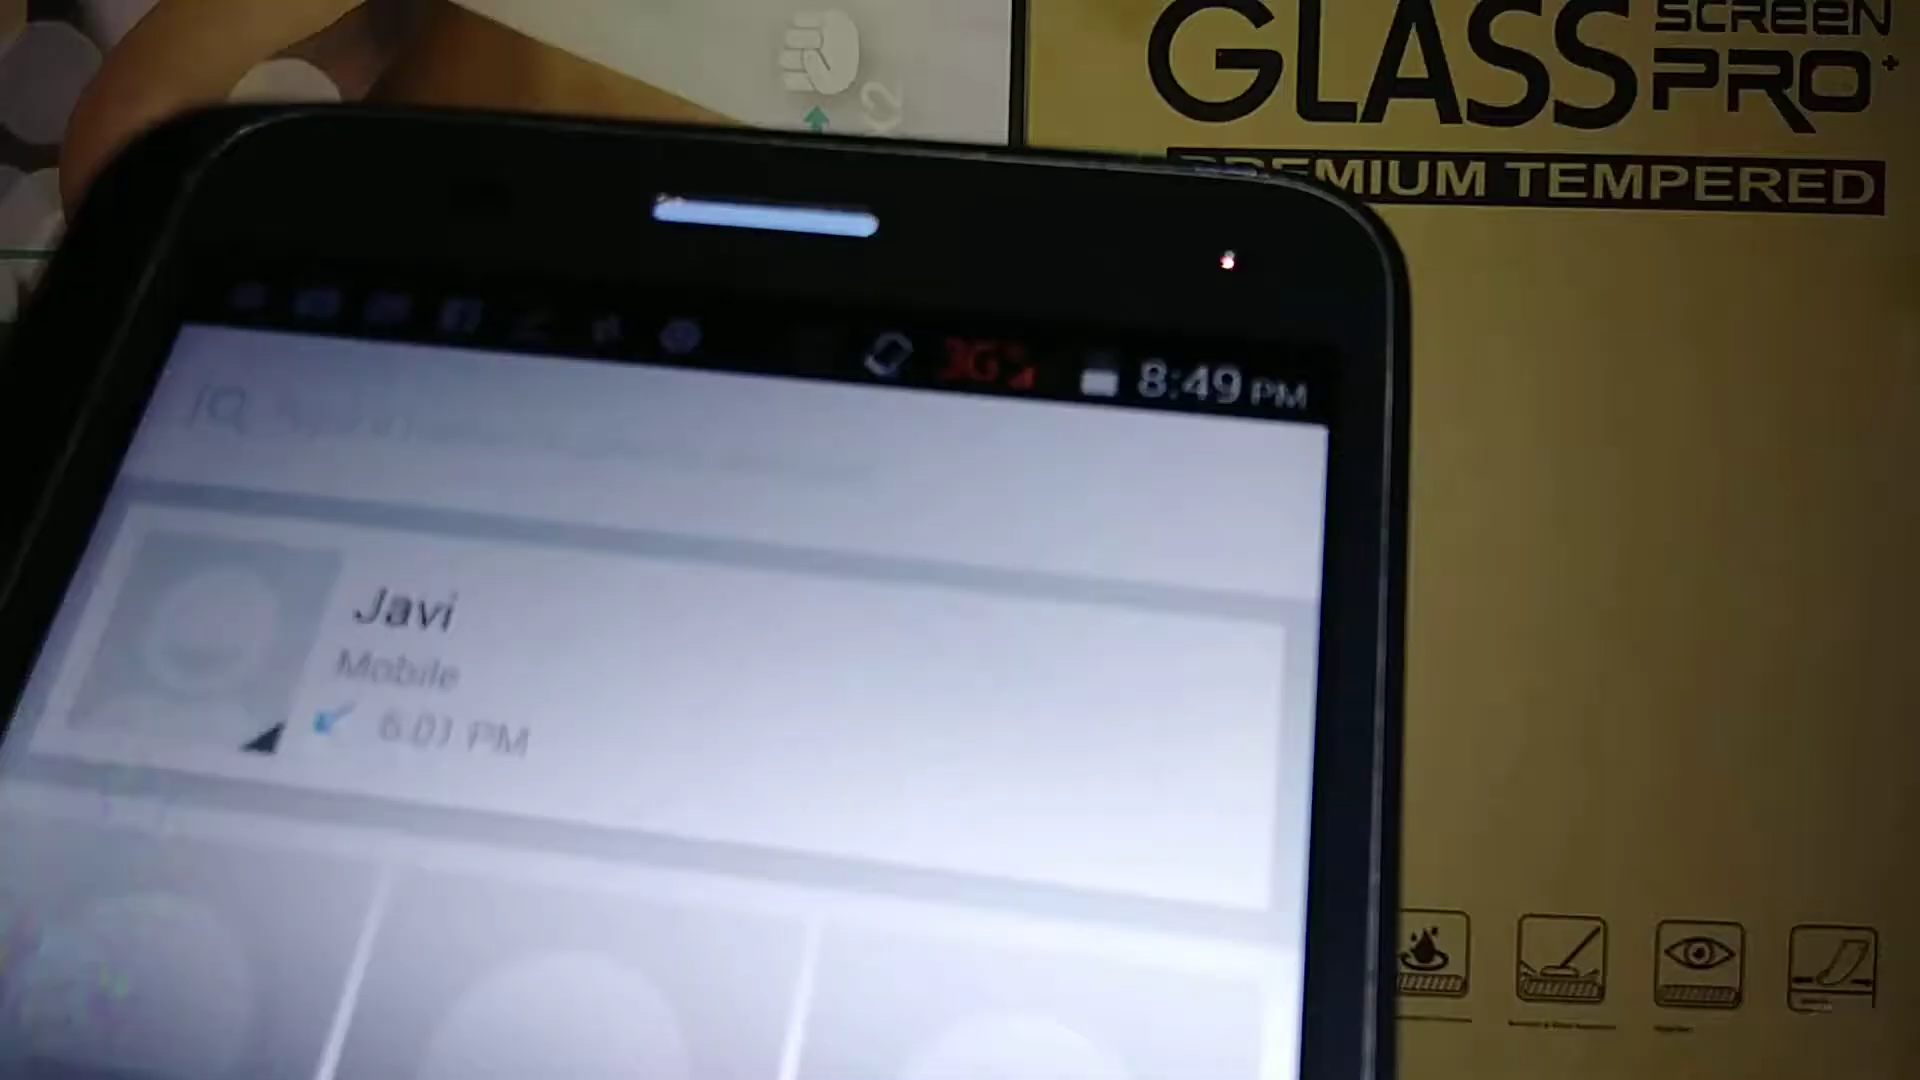 SCREEN
GLASS PRO+
PREMIUM TEMPERED
3G
8:49 PM
Javi
Mobile
6:01 PM